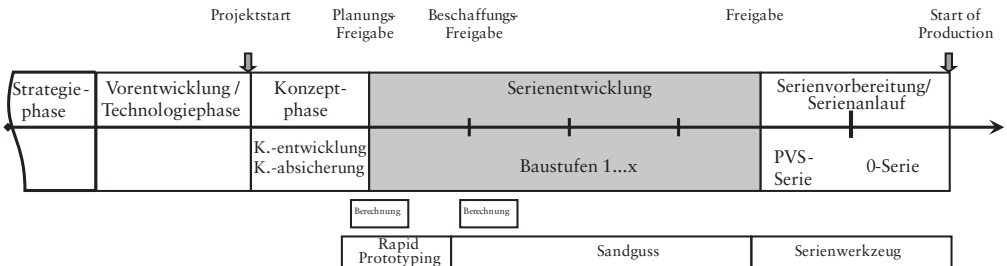 Projektstart
Planungs-
Freigabe
Beschaffungs-
Freigabe
Freigabe
Start of
Production
Strategie-
phase
Vorentwicklung /
Technologiephase
Konzept-
phase
Serienentwicklung
Serienvorbereitung/
Serienanlauf
K.-entwicklung
K.-absicherung
Baustufen 1...x
PVS-
Serie
0-Serie
Berechnung
Berechnung
Rapid
Prototyping
Sandguss
Serienwerkzeug